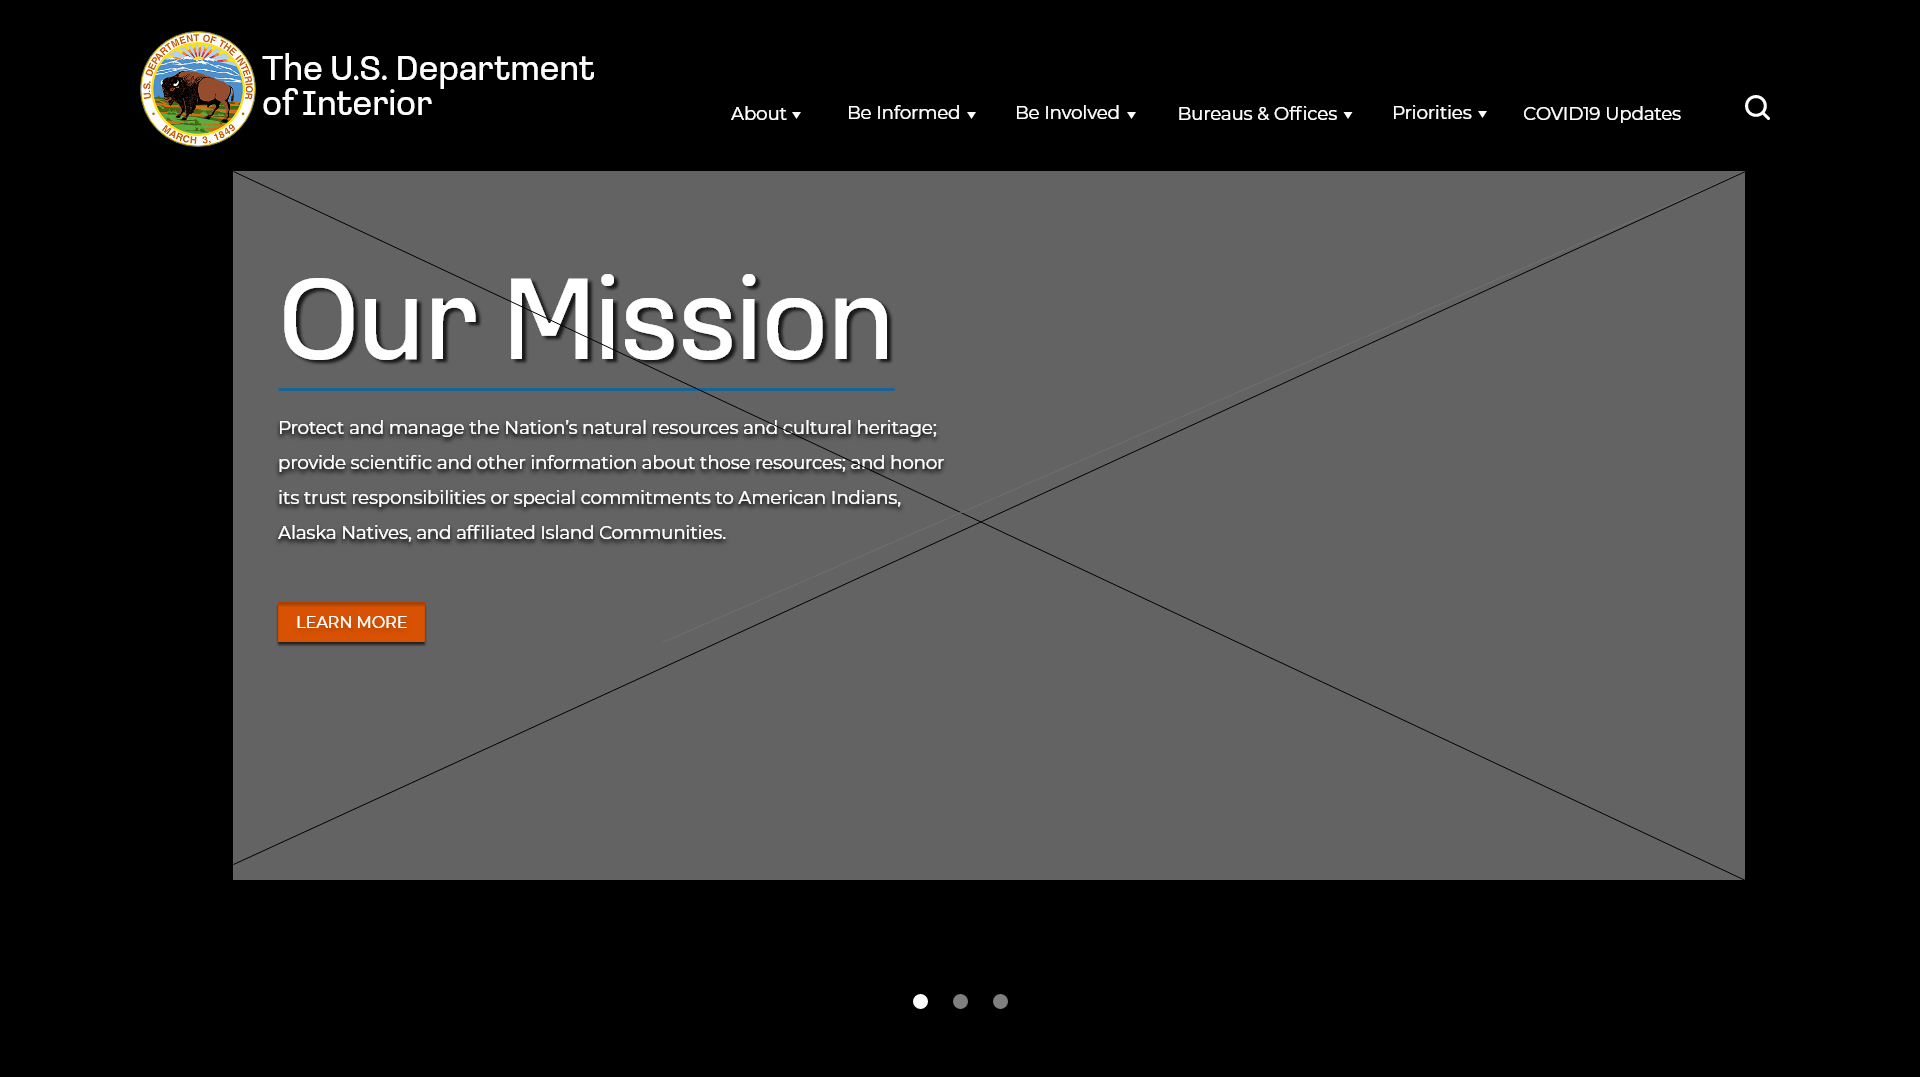 U.S. DEPARTMENT OF THE INTERIOR
MARCH 3, 1849
The U.S. Department
of Interior
About
Be Informed
Be Involved
Bureaus & Offices
Priorities
COVID19 Updates
Our Mission
Protect and manage the Nation’s natural resources and cultural heritage;
provide scientific and other information about those resources; and honor
its trust responsibilities or special commitments to American Indians,
Alaska Natives, and affiliated Island Communities.
LEARN MORE